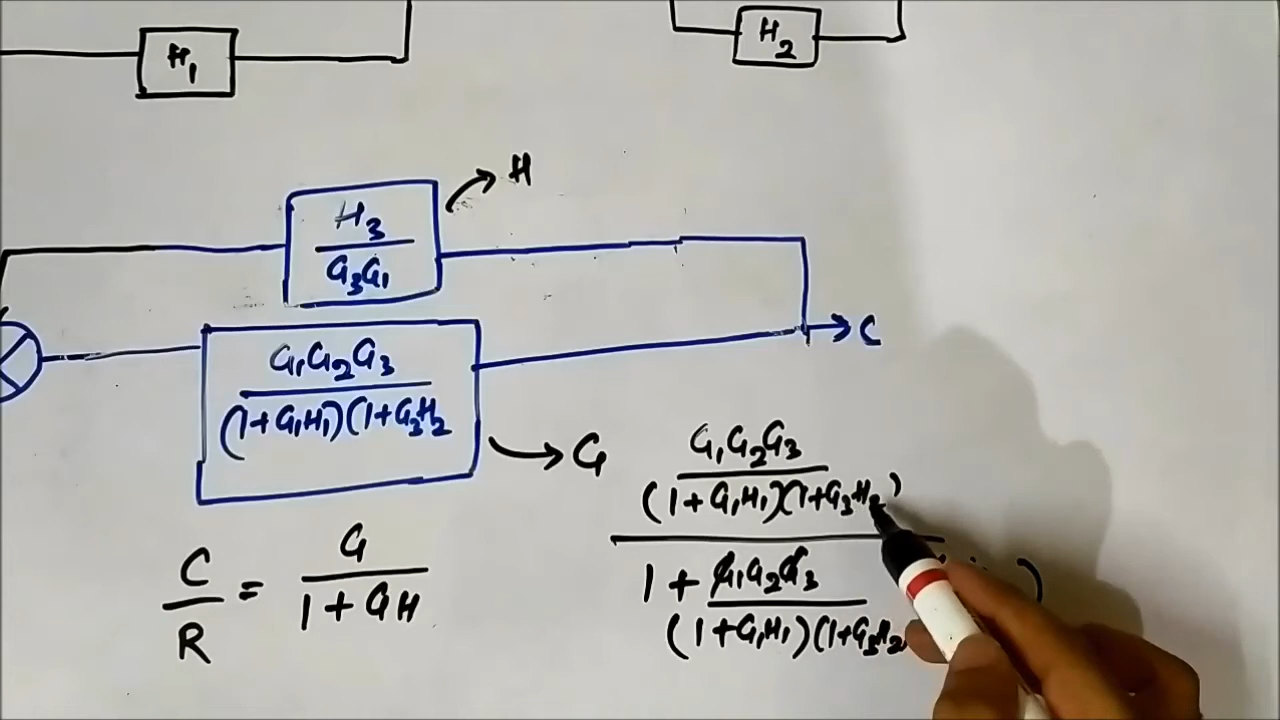 H₁
H₂
H
H₃
G₃G₁
C
G₁G₂G₃
(1+G₁H₁)(1+G₃H₂
G
G₁G₂G₃
(1+G₁H₁)(1+G₃H₂)
1+G₁G₂G₃
(1+G₁H₁)(1+G₃H₂
)
C
R
=
G
1+GH